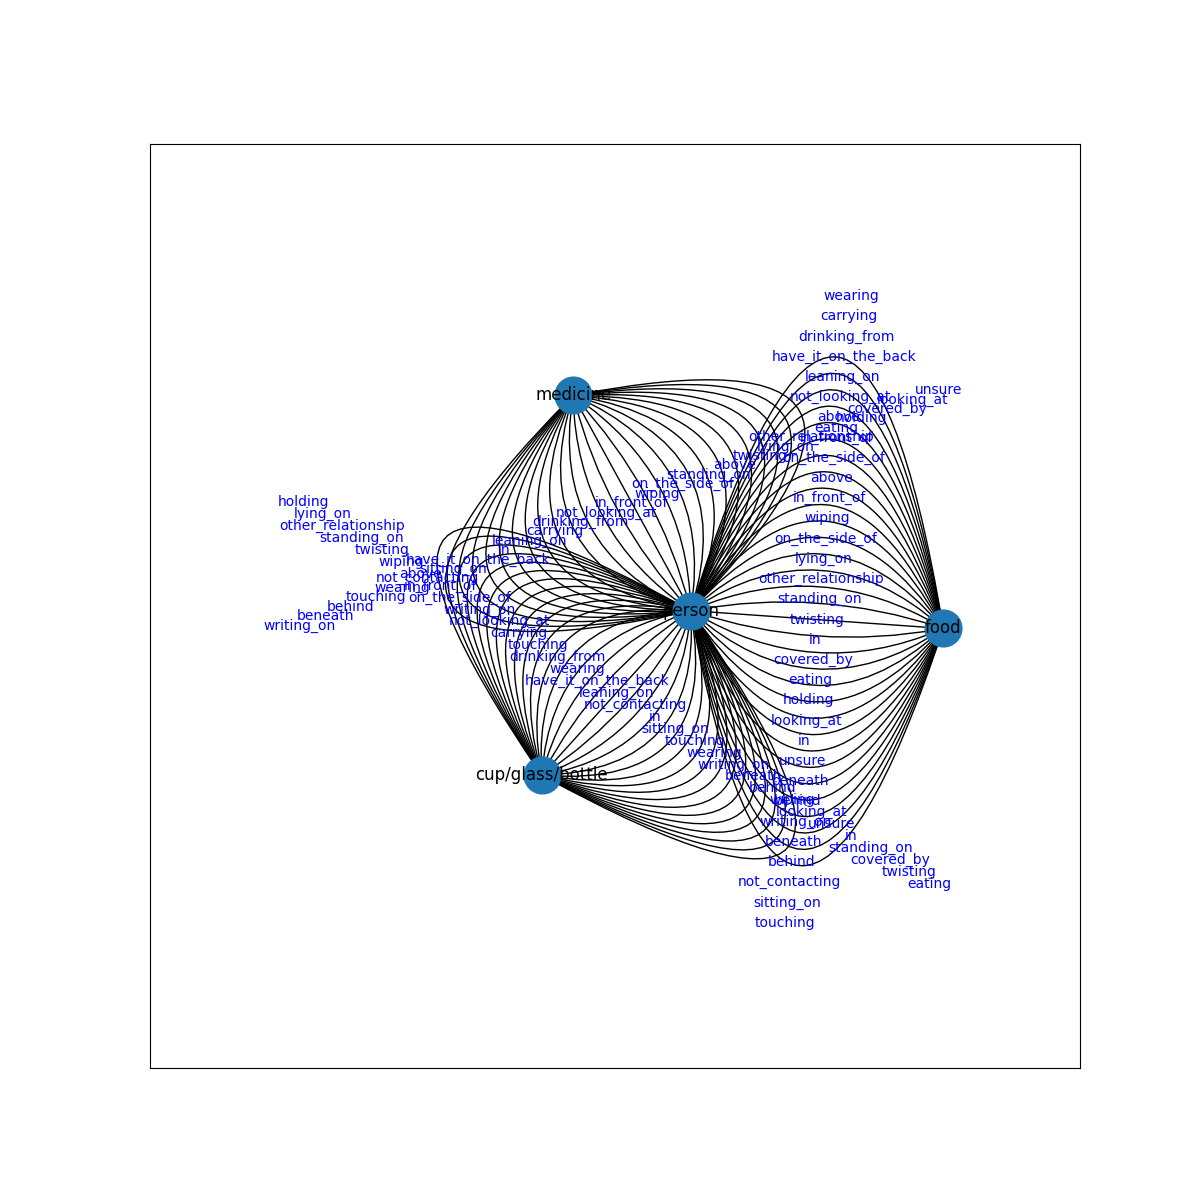 wearing
carrying
drinking_from
have_it_on_the_back
leaning_on
unsure
medicine
not_looking_at
looking_at
covered_by
above
holding
eating
other_relationship
in_front_of
lying_on
twisting
on_the_side_of
above
standing_on
above
on_the_side_of
wiping
in_front_of
holding
in_front_of
lying_on
not_looking_at
wiping
other_relationship
drinking_from
carrying
standing_on
leaning_on
on_the_side_of
twisting
in
wiping
have_it_on_the_back
lying_on
sitting_on
above
not_contacting
other_relationship
wearing
in_front_of
touching
on_the_side_of
standing_on
behind
writing_on
person
beneath
not_looking_at
twisting
writing_on
carrying
food
touching
in
drinking_from
covered_by
wearing
have_it_on_the_back
eating
leaning_on
not_contacting
holding
in
looking_at
sitting_on
touching
in
wearing
unsure
writing_on
cup/glass/bottle
beneath
beneath
behind
behind
looking_at
writing_on
unsure
in
beneath
standing_on
behind
covered_by
twisting
not_contacting
eating
sitting_on
touching